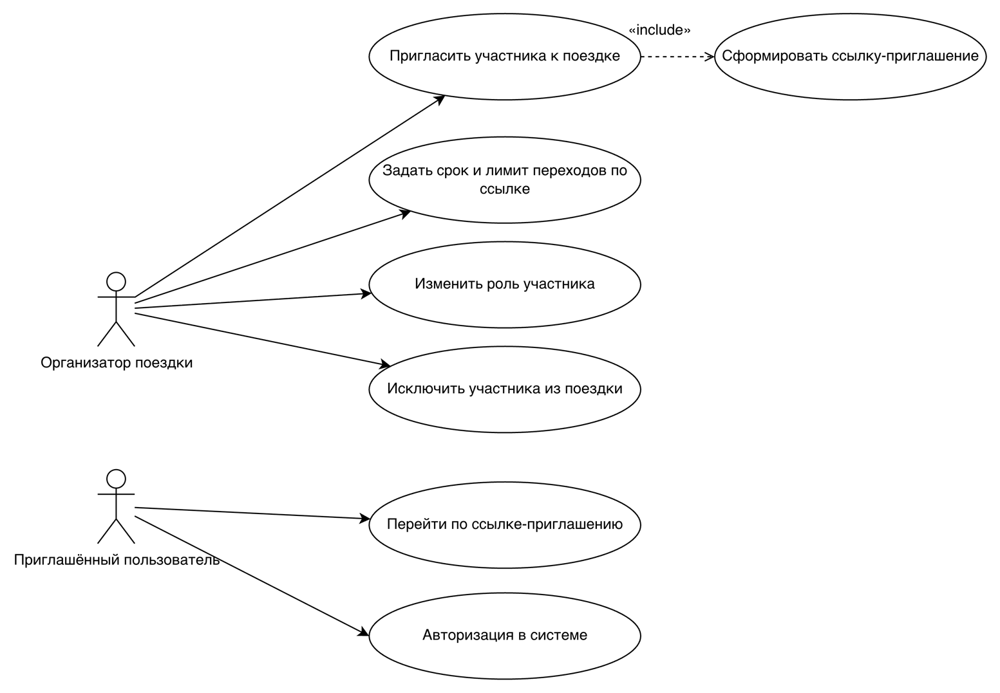 Пригласить участника к поездке
«include»
Сформировать ссылку-приглашение
Задать срок и лимит переходов по
ссылке
Изменить роль участника
Организатор поездки
Исключить участника из поездки
Перейти по ссылке-приглашению
Приглашённый пользователь
Авторизация в системе